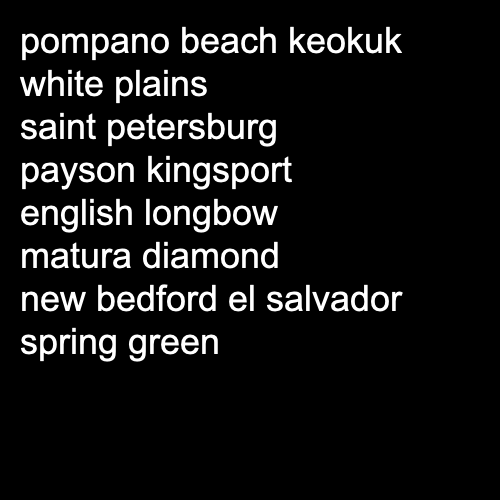 pompano beach keokuk
white plains
saint petersburg
payson kingsport
english longbow
matura diamond
new bedford el salvador
spring green